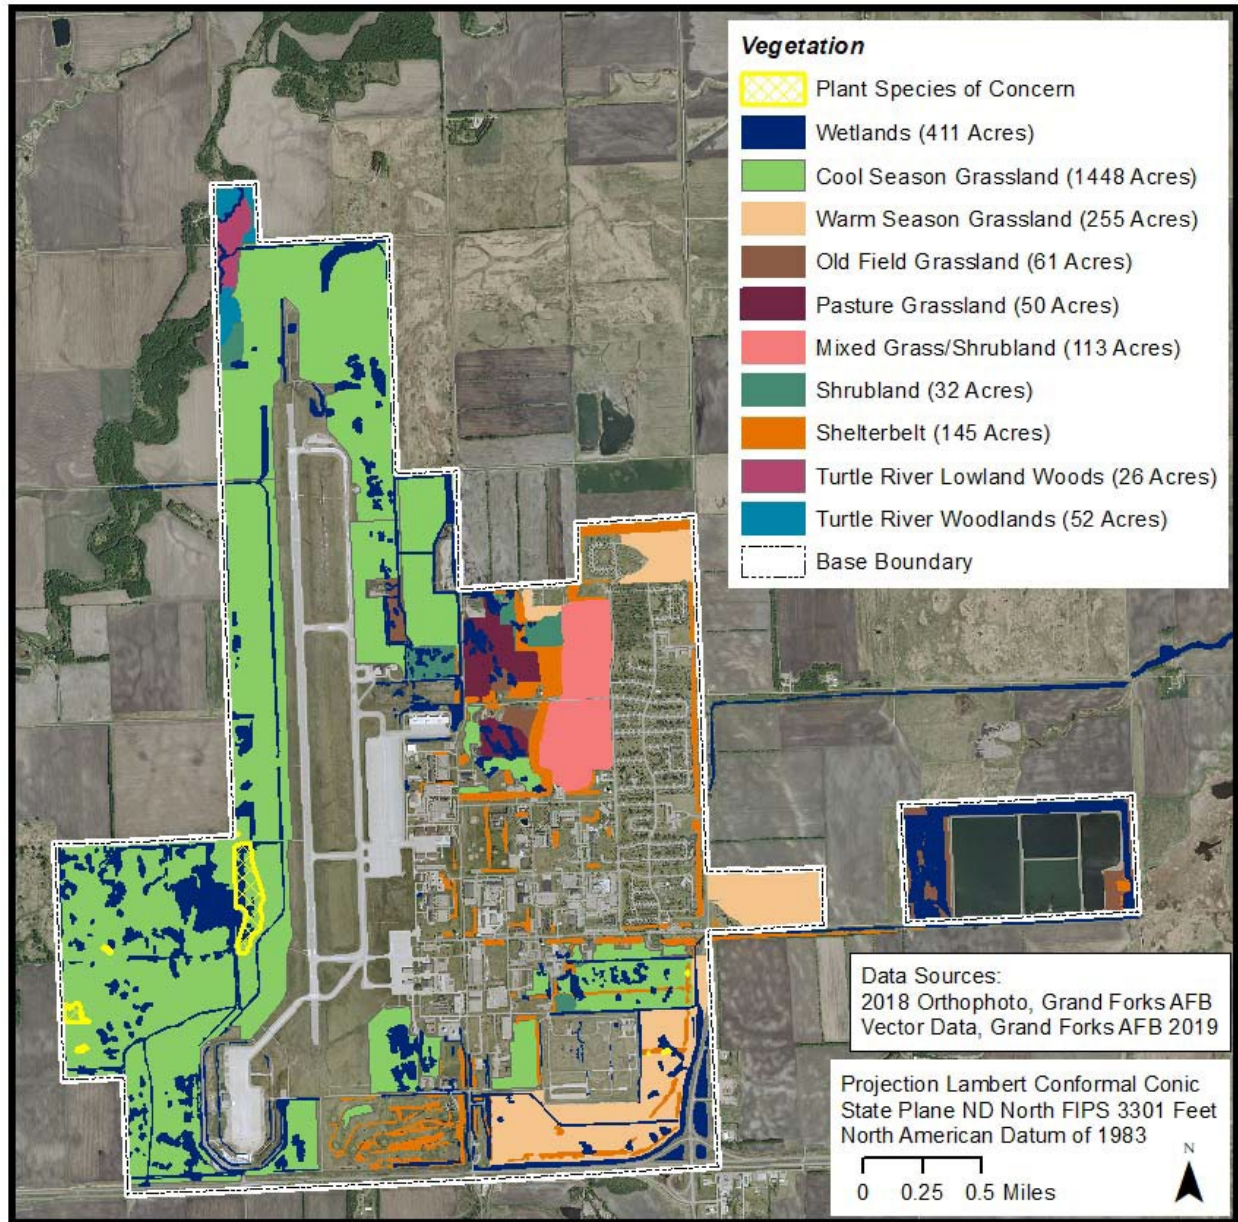 Vegetation
Plant Species of Concern
Wetlands (411 Acres)
Cool Season Grassland (1448 Acres)
Warm Season Grassland (255 Acres)
Old Field Grassland (61 Acres)
Pasture Grassland (50 Acres)
Mixed Grass/Shrubland (113 Acres)
Shrubland (32 Acres)
Shelterbelt (145 Acres)
Turtle River Lowland Woods (26 Acres)
Turtle River Woodlands (52 Acres)
Base Boundary
Data Sources:
2018 Orthophoto, Grand Forks AFB
Vector Data, Grand Forks AFB 2019
Projection Lambert Conformal Conic
State Plane ND North FIPS 3301 Feet
North American Datum of 1983
N
0 0.25 0.5 Miles